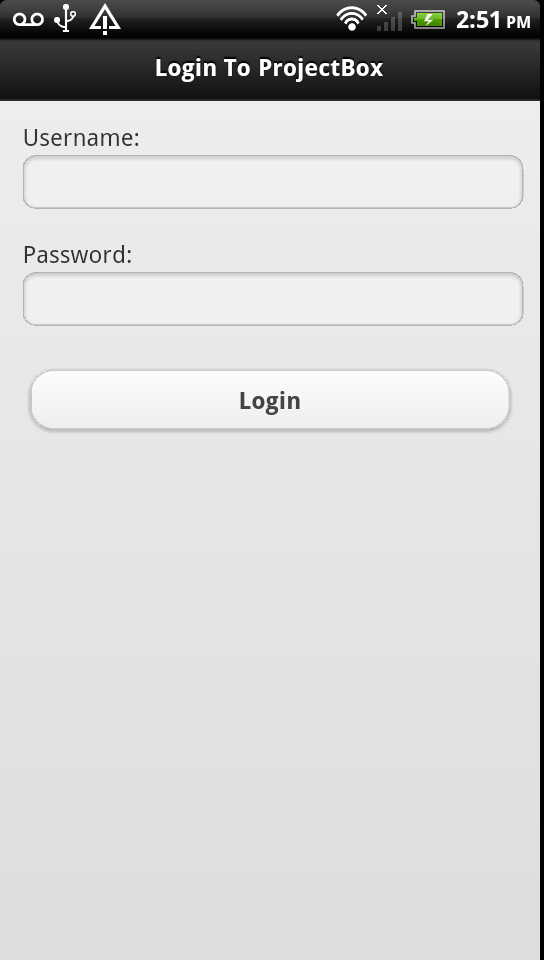 2:51 PM
Login To ProjectBox
Username:
Password:
Login